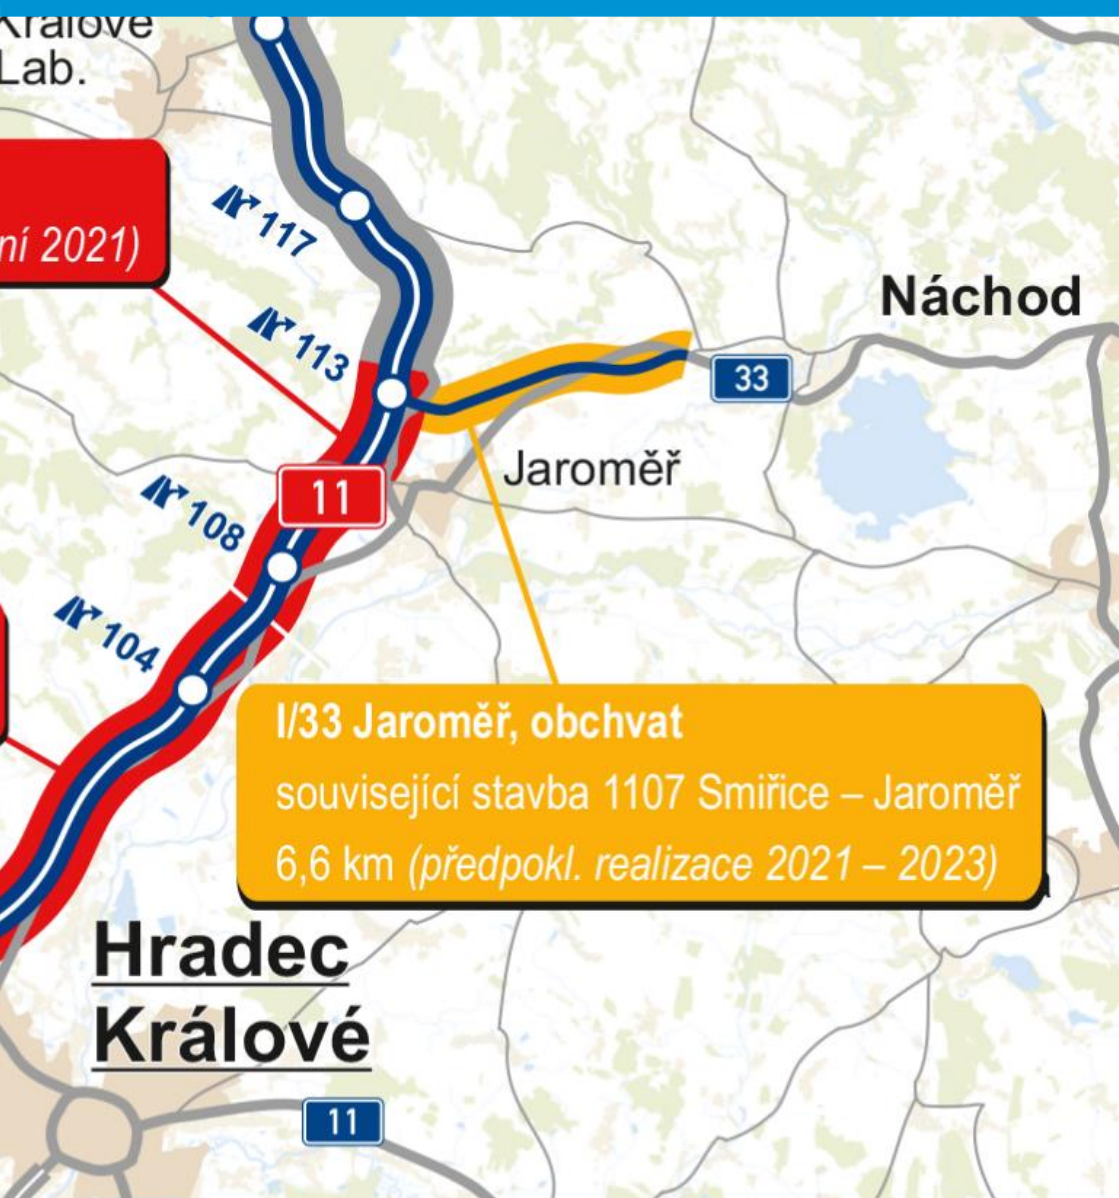 Králové
Lab.
ní 2021)
117
113
Náchod
33
11
Jaroměř
108
104
I/33 Jaroměř, obchvat
související stavba 1107 Smiřice – Jaroměř
6,6 km (předpokl. realizace 2021 – 2023)
Hradec
Králové
11